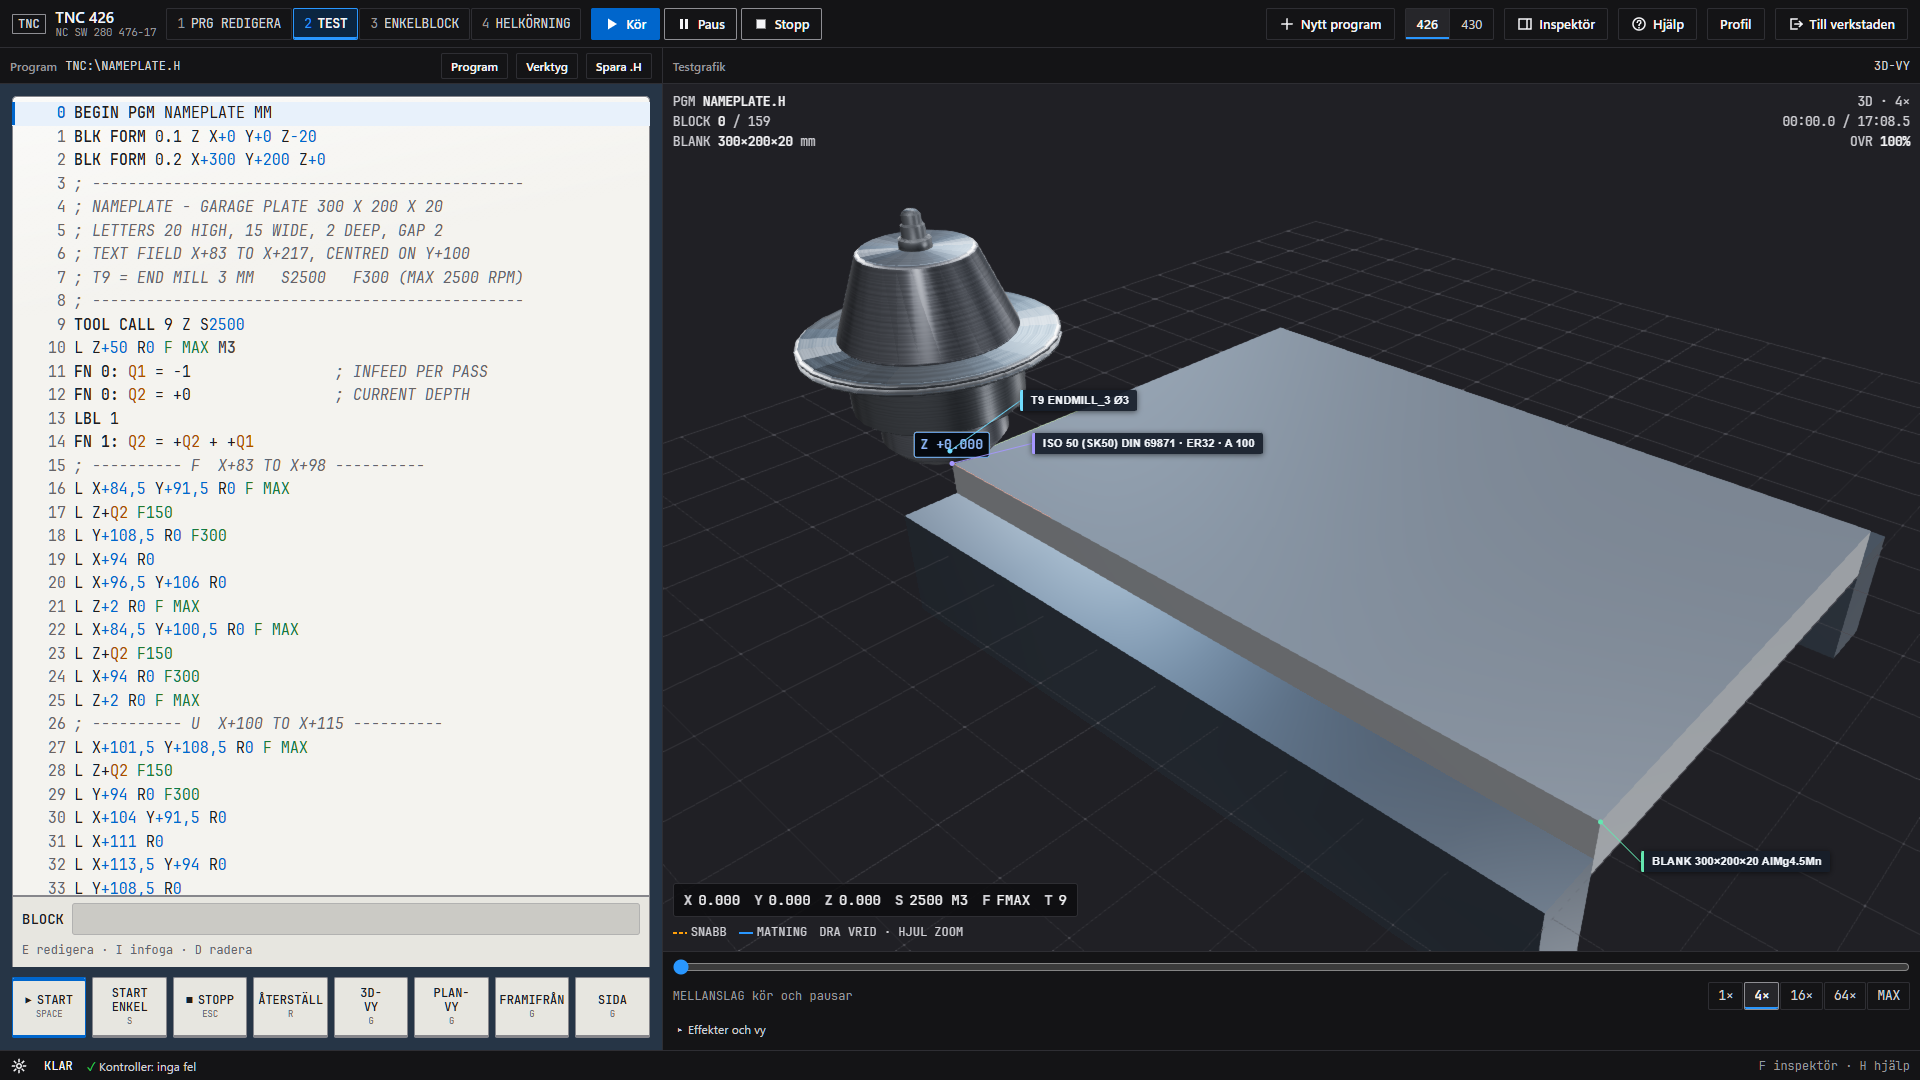 TNC
TNC 426
NC SW 280 476-17
1 PRG REDIGERA
2 TEST
3 ENKELBLOCK
4 HELKÖRNING
Kör
Paus
Stopp
Nytt program
426
430
Inspektör
Hjälp
Profil
Till verkstaden
Program TNC:\NAMEPLATE.H
Program
Verktyg
Spara .H
Testgrafik
3D-VY
0 BEGIN PGM NAMEPLATE MM
1 BLK FORM 0.1 Z X+0 Y+0 Z-20
2 BLK FORM 0.2 X+300 Y+200 Z+0
3 ; ------------------------------------------------
4 ; NAMEPLATE - GARAGE PLATE 300 X 200 X 20
5 ; LETTERS 20 HIGH, 15 WIDE, 2 DEEP, GAP 2
6 ; TEXT FIELD X+83 TO X+217, CENTRED ON Y+100
7 ; T9 = END MILL 3 MM   S2500   F300 (MAX 2500 RPM)
8 ; ------------------------------------------------
9 TOOL CALL 9 Z S2500
10 L Z+50 R0 F MAX M3
11 FN 0: Q1 = -1                ; INFEED PER PASS
12 FN 0: Q2 = +0                ; CURRENT DEPTH
13 LBL 1
14 FN 1: Q2 = +Q2 + +Q1
15 ; ---------- F  X+83 TO X+98 ----------
16 L X+84,5 Y+91,5 R0 F MAX
17 L Z+Q2 F150
18 L Y+108,5 R0 F300
19 L X+94 R0
20 L X+96,5 Y+106 R0
21 L Z+2 R0 F MAX
22 L X+84,5 Y+100,5 R0 F MAX
23 L Z+Q2 F150
24 L X+94 R0 F300
25 L Z+2 R0 F MAX
26 ; ---------- U  X+100 TO X+115 ----------
27 L X+101,5 Y+108,5 R0 F MAX
28 L Z+Q2 F150
29 L Y+94 R0 F300
30 L X+104 Y+91,5 R0
31 L X+111 R0
32 L X+113,5 Y+94 R0
33 L Y+108,5 R0
BLOCK
E redigera · I infoga · D radera
START
SPACE
START ENKEL
S
STOPP
ESC
ÅTERSTÄLL
R
3D-VY
G
PLAN-VY
G
FRAMIFRÅN
G
SIDA
G
PGM NAMEPLATE.H
BLOCK 0 / 159
BLANK 300×200×20 mm
3D · 4×
00:00.0 / 17:08.5
OVR 100%
T9 ENDMILL_3 Ø3
Z +0.000
ISO 50 (SK50) DIN 69871 · ER32 · A 100
BLANK 300×200×20 AlMg4.5Mn
X 0.000 Y 0.000 Z 0.000 S 2500 M3 F FMAX T 9
SNABB MATNING DRA VRID · HJUL ZOOM
MELLANSLAG kör och pausar
1×
4×
16×
64×
MAX
Effekter och vy
KLAR ✓ Kontroller: inga fel
F inspektör · H hjälp